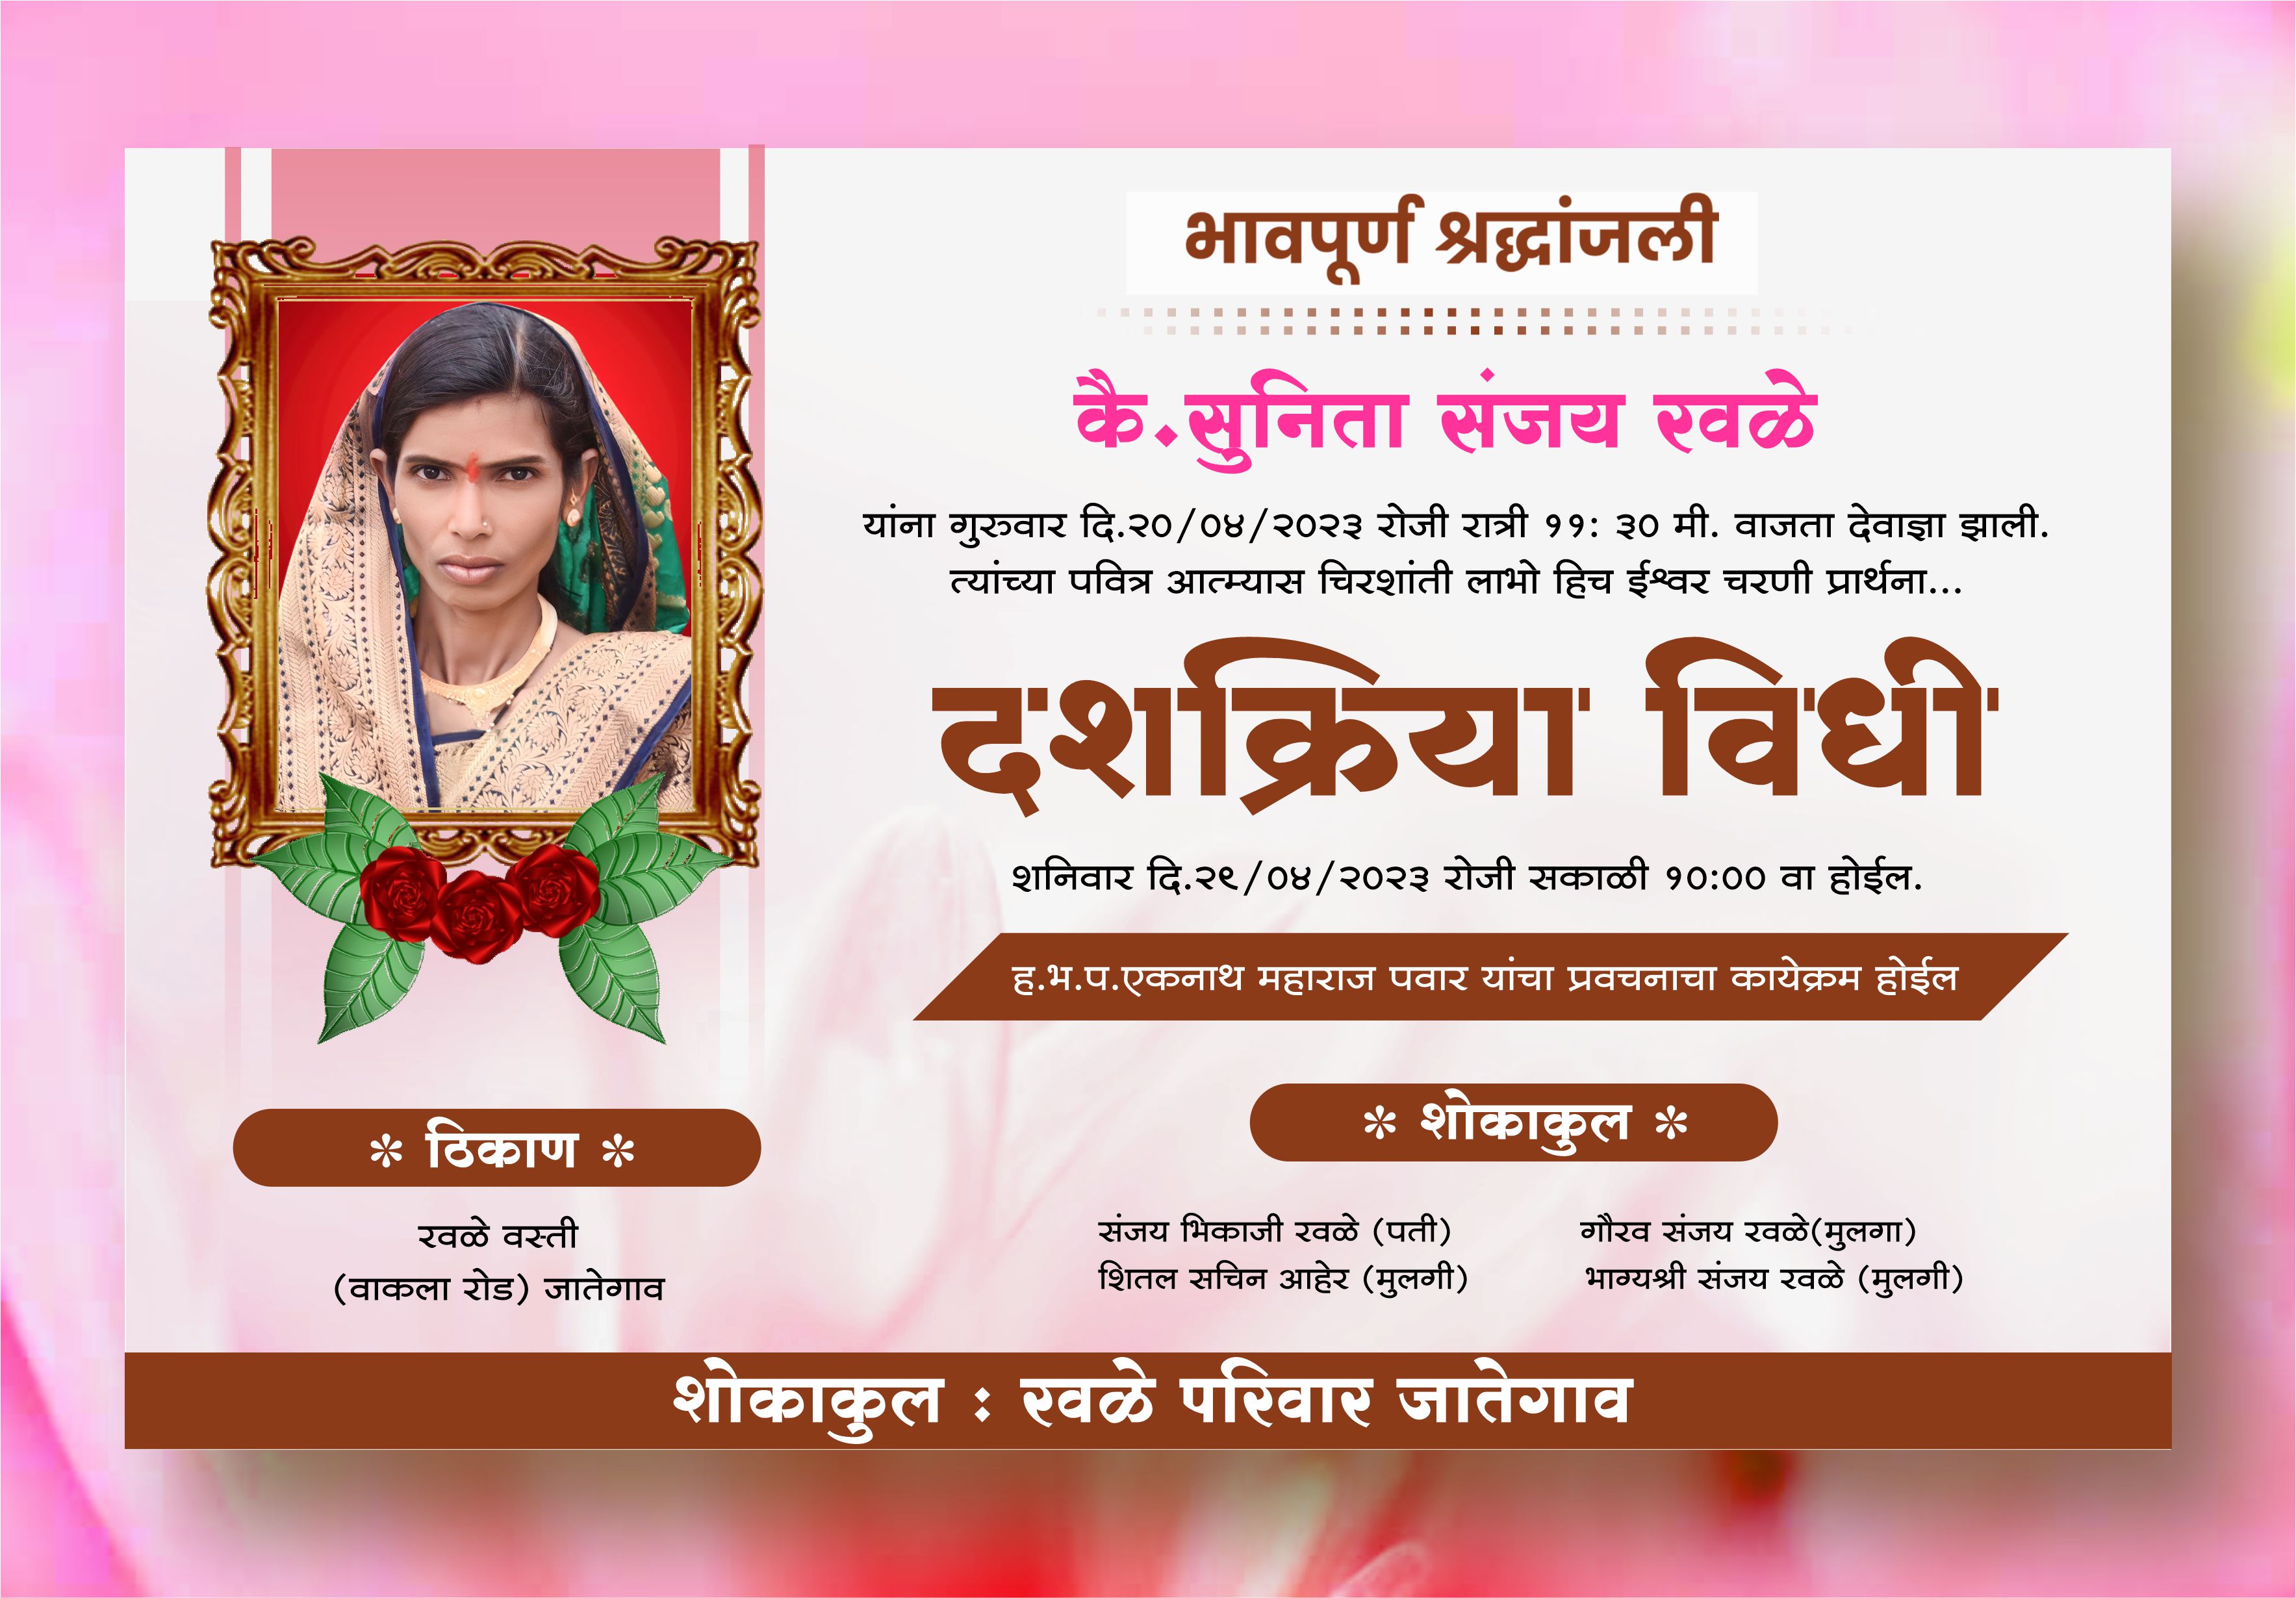 भावपूर्ण श्रद्धांजली
कै.सुनिता संजय रवळे
यांना गुरुवार दि.२०/०४/२०२३ रोजी रात्री ११: ३० मी. वाजता देवाज्ञा झाली.
त्यांच्या पवित्र आत्म्यास चिरशांती लाभो हिच ईश्वर चरणी प्रार्थना...
दशक्रिया विधी
शनिवार दि.२९/०४/२०२३ रोजी सकाळी १०:०० वा होईल.
ह.भ.प.एकनाथ महाराज पवार यांचा प्रवचनाचा कायेक्रम होईल
* ठिकाण *
रवळे वस्ती
(वाकला रोड) जातेगाव
* शोकाकुल *
संजय भिकाजी रवळे (पती) गौरव संजय रवळे(मुलगा)
शितल सचिन आहेर (मुलगी) भाग्यश्री संजय रवळे (मुलगी)
शोकाकुल : रवळे परिवार जातेगाव